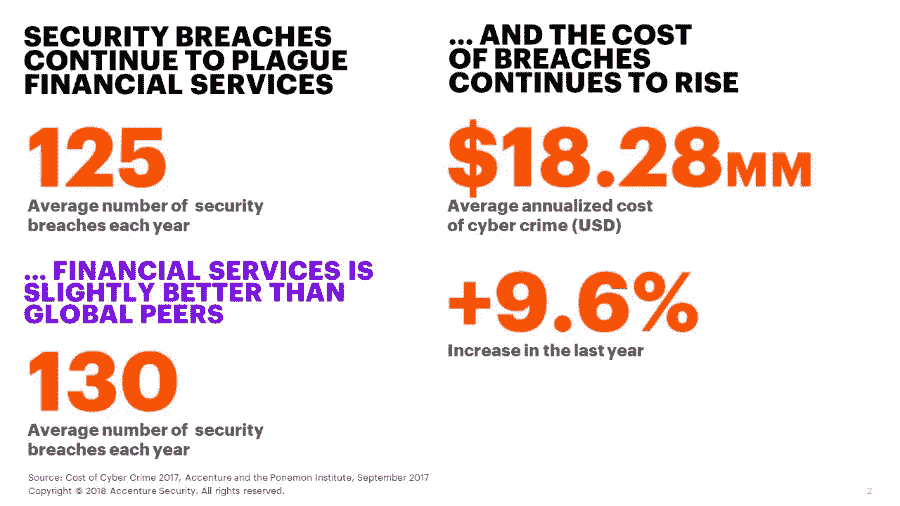 SECURITY BREACHES
CONTINUE TO PLAGUE
FINANCIAL SERVICES
125
Average number of security
breaches each year
... FINANCIAL SERVICES IS
SLIGHTLY BETTER THAN
GLOBAL PEERS
130
Average number of security
breaches each year
... AND THE COST
OF BREACHES
CONTINUES TO RISE
$18.28MM
Average annualized cost
of cyber crime (USD)
+9.6%
Increase in the last year
Source: Cost of Cyber Crime 2017, Accenture and the Ponemon Institute, September 2017
Copyright © 2018 Accenture Security. All rights reserved.
2